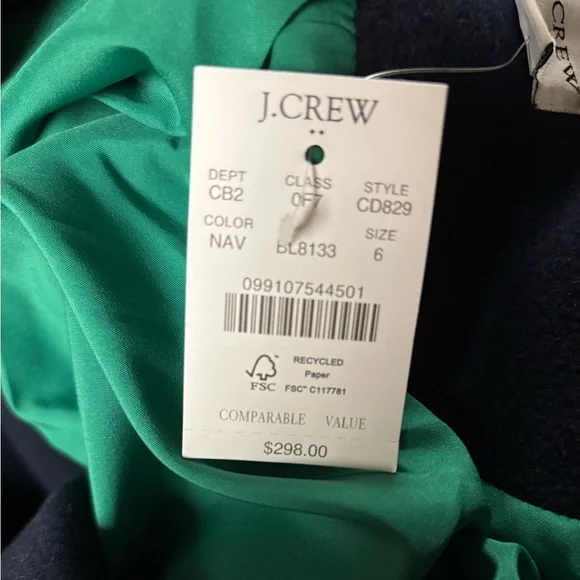 J.CREW
DEPT CLASS STYLE
CB2 0F7 CD829
COLOR SIZE
NAV BL8133 6
099107544501
RECYCLED
Paper
FSC® C117781
FSC
COMPARABLE VALUE
$298.00
CREW